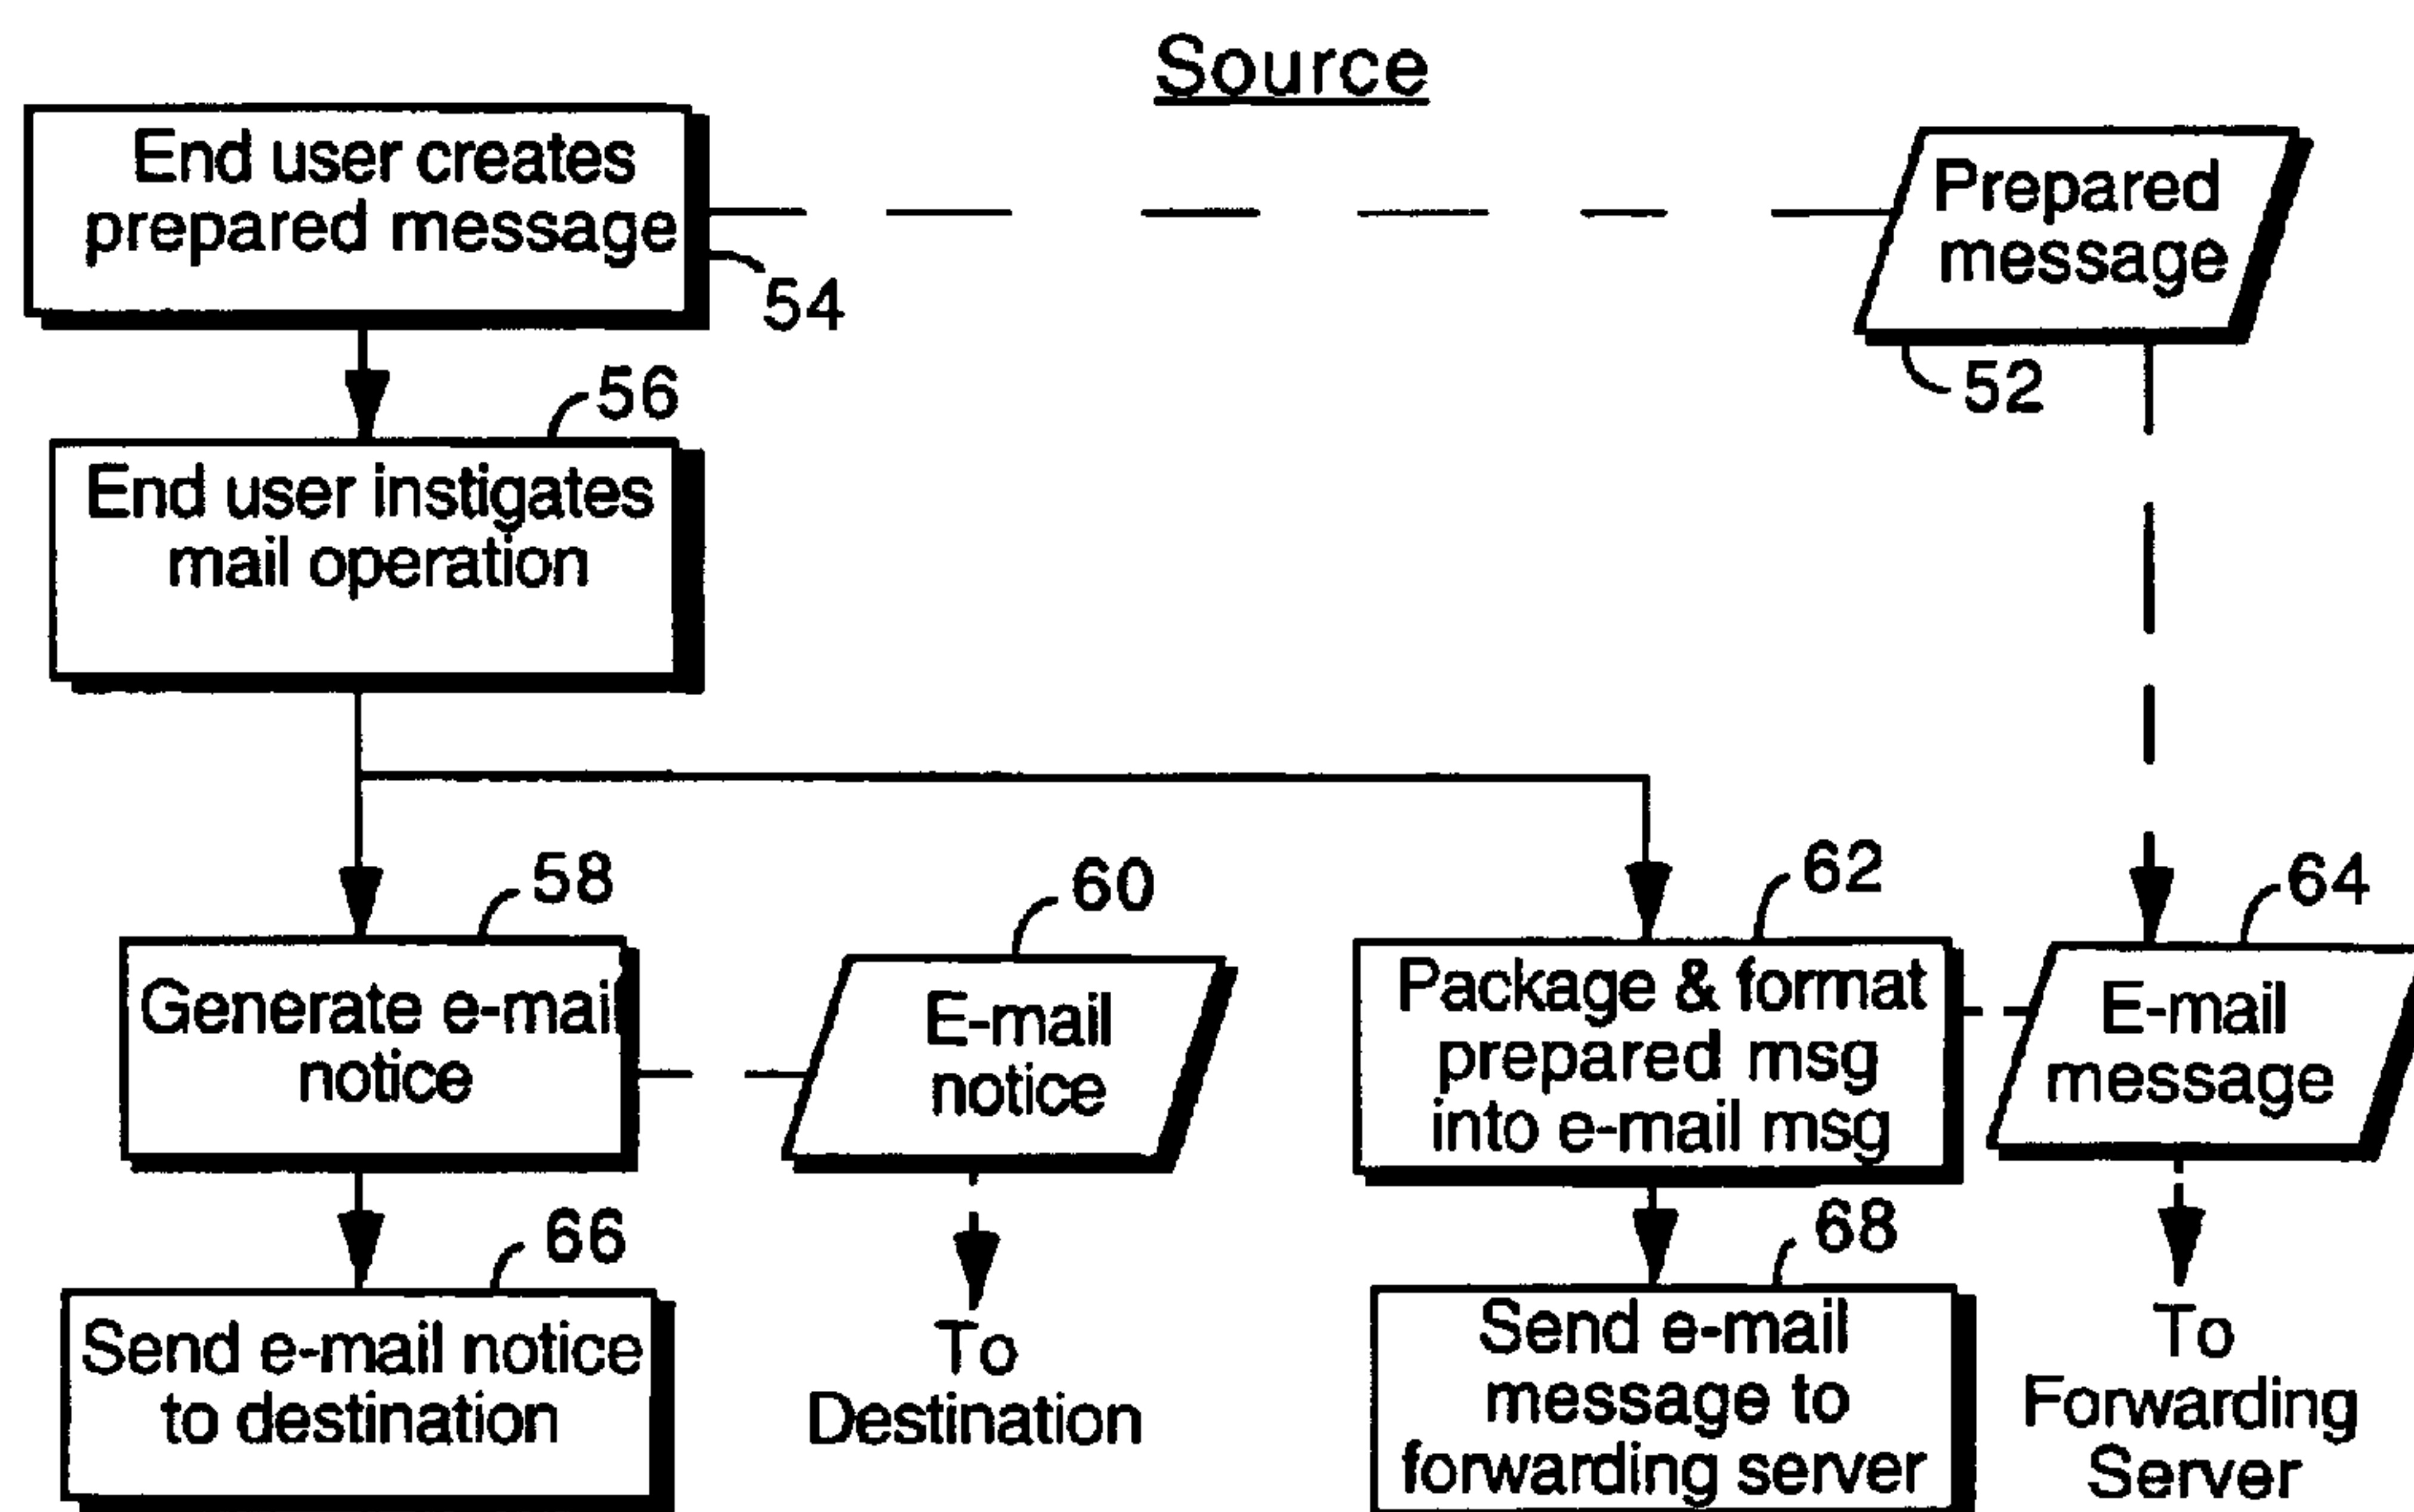 Source
End user creates
prepared message
54
Prepared
message
52
56
End user instigates
mail operation
58
Generate e-mail
notice
60
E-mail
notice
62
Package & format
prepared msg
into e-mail msg
64
E-mail
message
66
Send e-mail notice
to destination
To
Destination
68
Send e-mail
message to
forwarding server
To
Forwarding
Server